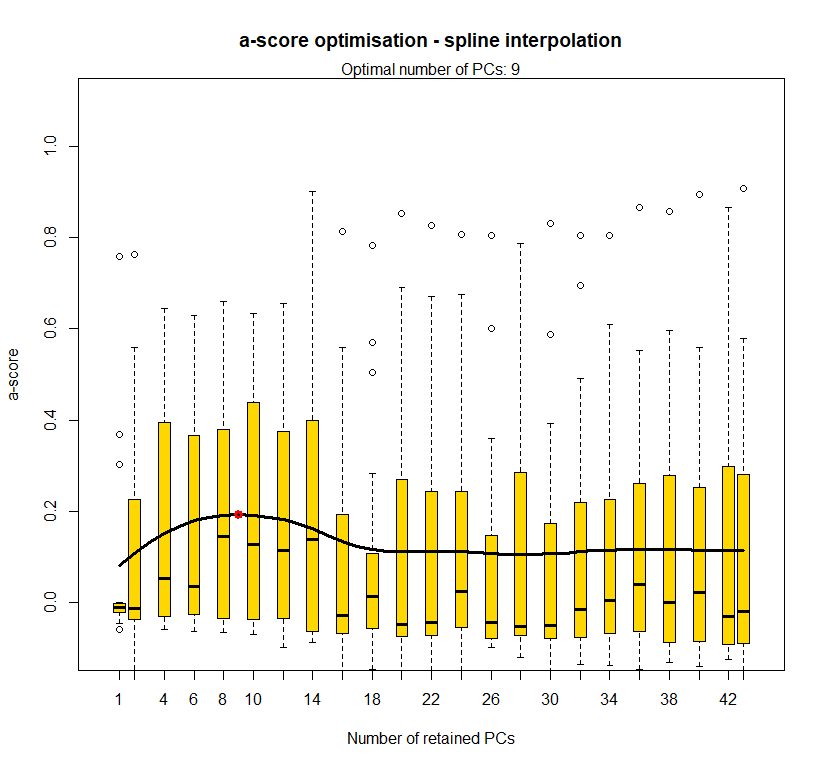 a-score optimisation - spline interpolation
Optimal number of PCs: 9
1.0
0.8
0.6
0.4
0.2
0.0
a-score
1 4 6 8 10 14 18 22 26 30 34 38 42
Number of retained PCs